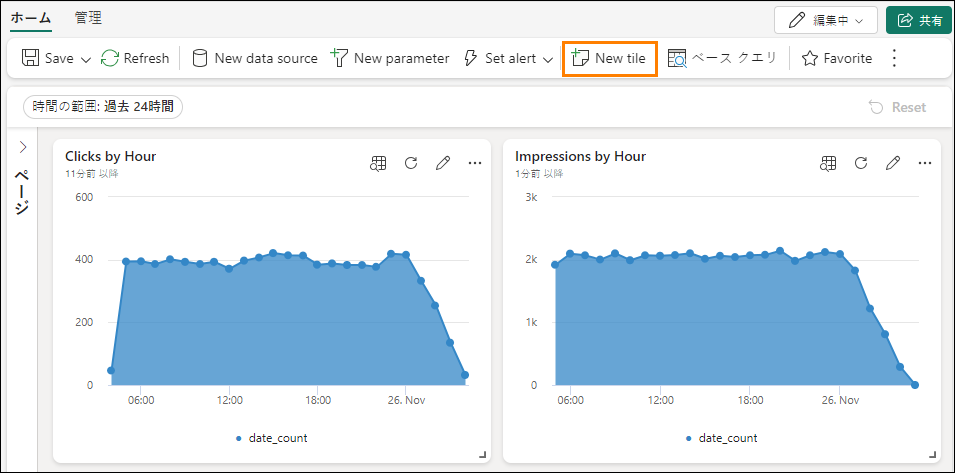 ホーム 管理
編集中 共有
Save Refresh New data source New parameter Set alert New tile ベース クエリ Favorite
時間の範囲: 過去 24時間 Reset
ページ
Clicks by Hour
11分前 以降
600
400
200
0
06:00 12:00 18:00 26. Nov
date_count
Impressions by Hour
1分前 以降
3k
2k
1k
0
06:00 12:00 18:00 26. Nov
date_count